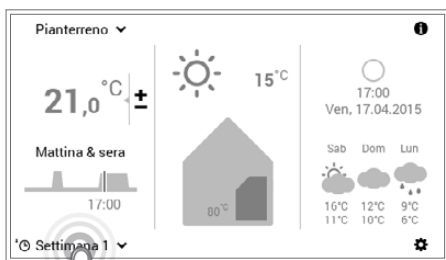 Pianterreno
21,0 °C ±
Mattina & sera
17:00
Settimana 1
15°C
80°C
17:00
Ven, 17.04.2015
Sab Dom Lun
16°C 12°C 9°C
11°C 10°C 6°C